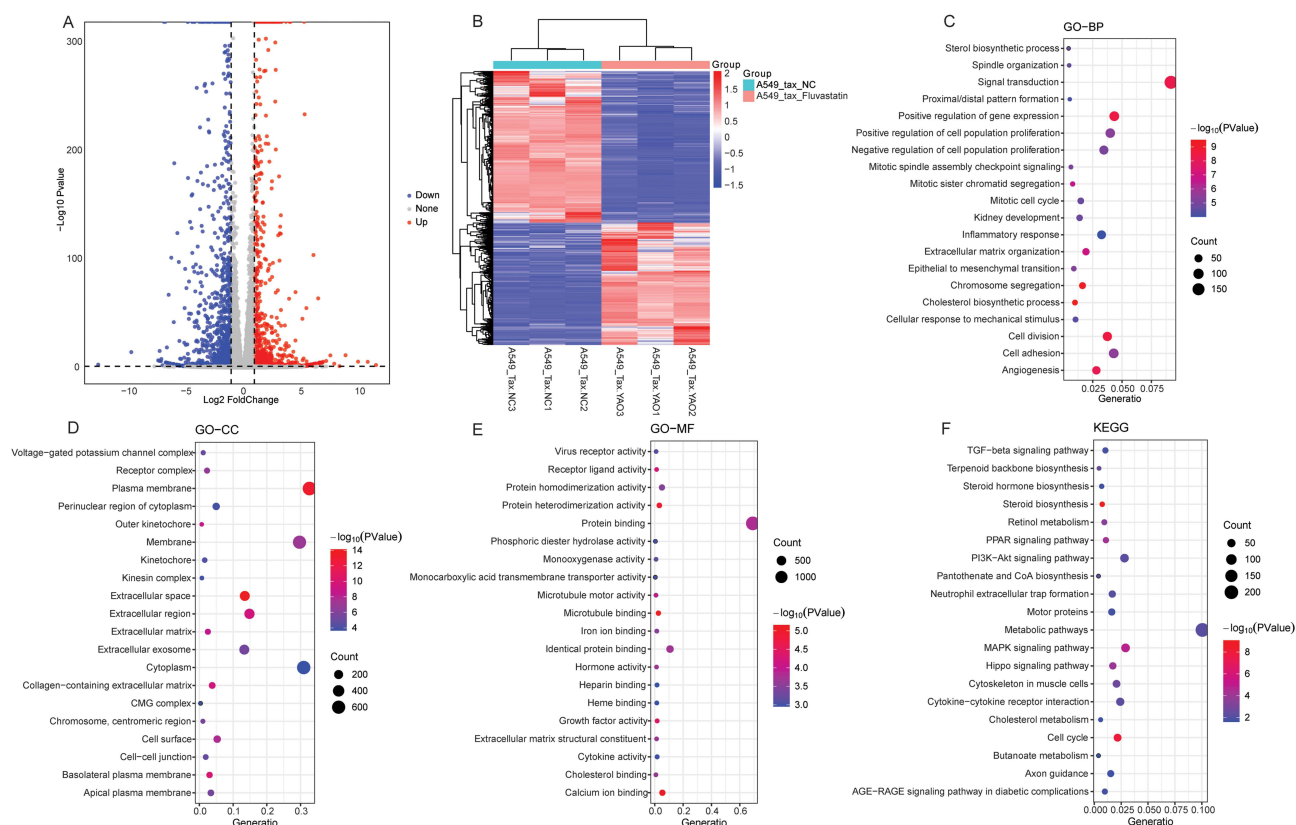 A
300
200
100
0
−Log10 Pvalue
−10
−5
0
5
10
Log2 FoldChange
Down
None
Up
B
Group
2
1.5
1
0.5
0
−0.5
−1
−1.5
Group
A549_tax_NC
A549_tax_Fluvastatin
A549_Tax.NC3
A549_Tax.NC1
A549_Tax.NC2
A549_Tax.YAO3
A549_Tax.YAO1
A549_Tax.YAO2
C
GO-BP
Sterol biosynthetic process
Spindle organization
Signal transduction
Proximal/distal pattern formation
Positive regulation of gene expression
Positive regulation of cell population proliferation
Negative regulation of cell population proliferation
Mitotic spindle assembly checkpoint signaling
Mitotic sister chromatid segregation
Mitotic cell cycle
Kidney development
Inflammatory response
Extracellular matrix organization
Epithelial to mesenchymal transition
Chromosome segregation
Cholesterol biosynthetic process
Cellular response to mechanical stimulus
Cell division
Cell adhesion
Angiogenesis
0.025
0.050
0.075
Generatio
−log10(PValue)
9
8
7
6
5
Count
50
100
150
D
GO-CC
Voltage-gated potassium channel complex
Receptor complex
Plasma membrane
Perinuclear region of cytoplasm
Outer kinetochore
Membrane
Kinetochore
Kinesin complex
Extracellular space
Extracellular region
Extracellular matrix
Extracellular exosome
Cytoplasm
Collagen-containing extracellular matrix
CMG complex
Chromosome, centromeric region
Cell surface
Cell-cell junction
Basolateral plasma membrane
Apical plasma membrane
0.0
0.1
0.2
0.3
Generatio
−log10(PValue)
14
12
10
8
6
4
Count
200
400
600
E
GO-MF
Virus receptor activity
Receptor ligand activity
Protein homodimerization activity
Protein heterodimerization activity
Protein binding
Phosphoric diester hydrolase activity
Monooxygenase activity
Monocarboxylic acid transmembrane transporter activity
Microtubule motor activity
Microtubule binding
Iron ion binding
Identical protein binding
Hormone activity
Heparin binding
Heme binding
Growth factor activity
Extracellular matrix structural constituent
Cytokine activity
Cholesterol binding
Calcium ion binding
0.0
0.2
0.4
0.6
Generatio
Count
500
1000
−log10(PValue)
5.0
4.5
4.0
3.5
3.0
F
KEGG
TGF-beta signaling pathway
Terpenoid backbone biosynthesis
Steroid hormone biosynthesis
Steroid biosynthesis
Retinol metabolism
PPAR signaling pathway
PI3K-Akt signaling pathway
Pantothenate and CoA biosynthesis
Neutrophil extracellular trap formation
Motor proteins
Metabolic pathways
MAPK signaling pathway
Hippo signaling pathway
Cytoskeleton in muscle cells
Cytokine-cytokine receptor interaction
Cholesterol metabolism
Cell cycle
Butanoate metabolism
Axon guidance
AGE-RAGE signaling pathway in diabetic complications
0.000
0.025
0.050
0.075
0.100
Generatio
Count
50
100
150
200
−log10(PValue)
8
6
4
2